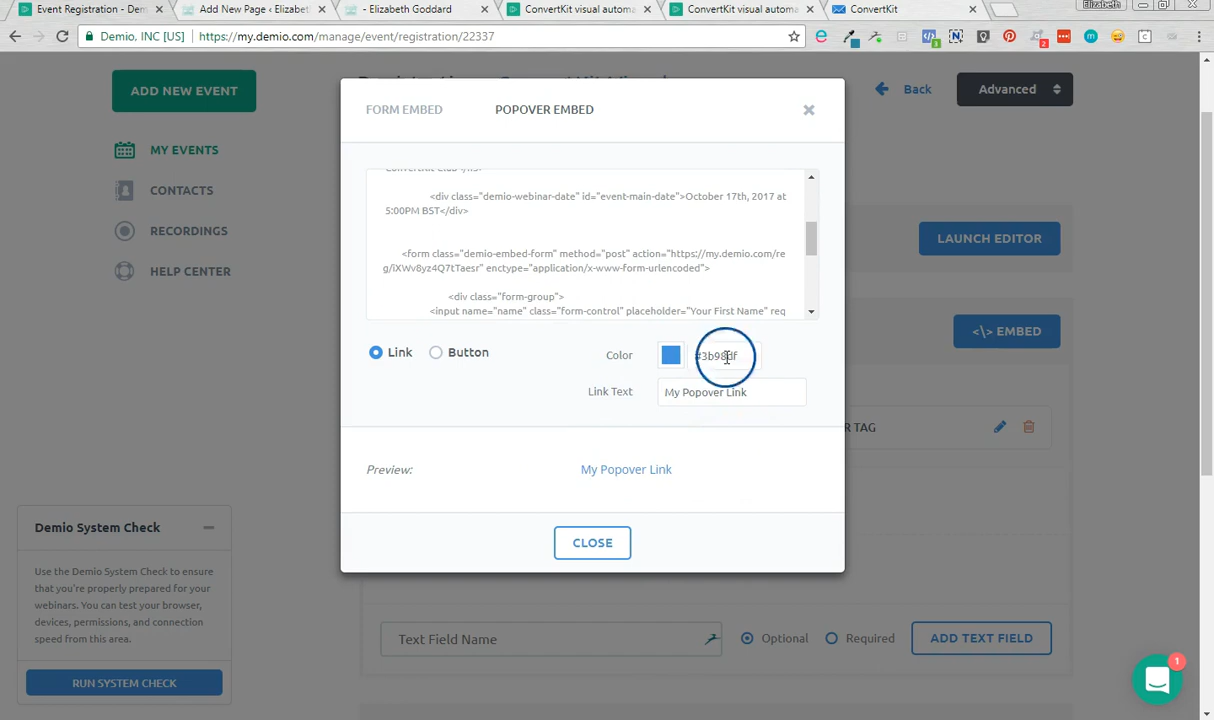 Event Registration - Dem
Add New Page ‹ Elizabet
- Elizabeth Goddard
ConvertKit visual automa
ConvertKit visual automa
ConvertKit
Elizabeth
Demio, INC [US]
https://my.demio.com/manage/event/registration/22337
ADD NEW EVENT
MY EVENTS
CONTACTS
RECORDINGS
HELP CENTER
Back
Advanced
LAUNCH EDITOR
<\> EMBED
R TAG
FORM EMBED
POPOVER EMBED
<div class="demio-webinar-date" id="event-main-date">October 17th, 2017 at
5:00PM BST</div>
<form class="demio-embed-form" method="post" action="https://my.demio.com/re
g/iXWv8yz4Q7tTaesr" enctype="application/x-www-form-urlencoded">
<div class="form-group">
<input name="name" class="form-control" placeholder="Your First Name" req
Link
Button
Color
#3b98df
Link Text
My Popover Link
Preview:
My Popover Link
CLOSE
Demio System Check
Use the Demio System Check to ensure
that you're properly prepared for your
webinars. You can test your browser,
devices, permissions, and connection
speed from this area.
RUN SYSTEM CHECK
Text Field Name
Optional
Required
ADD TEXT FIELD
1